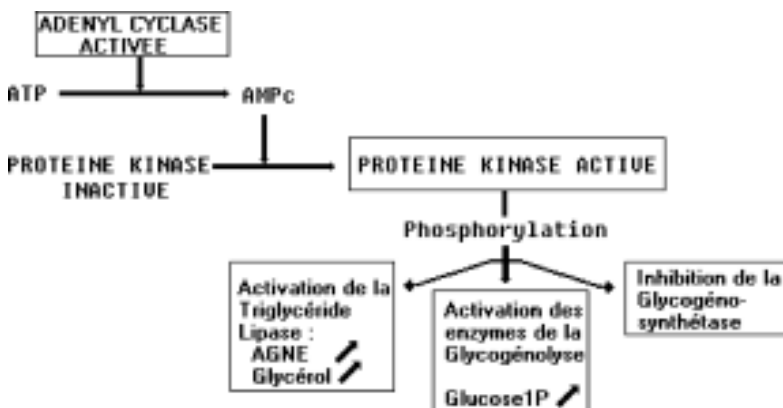 ADENYL CYCLASE
ACTIVEE
ATP
AMPc
PROTEINE KINASE
INACTIVE
PROTEINE KINASE ACTIVE
Phosphorylation
Activation de la
Triglycéride
Lipase :
AGNE
Glycérol
Activation des
enzymes de la
Glycogénolyse
Glucose1P
Inhibition de la
Glycogéno-
synthétase